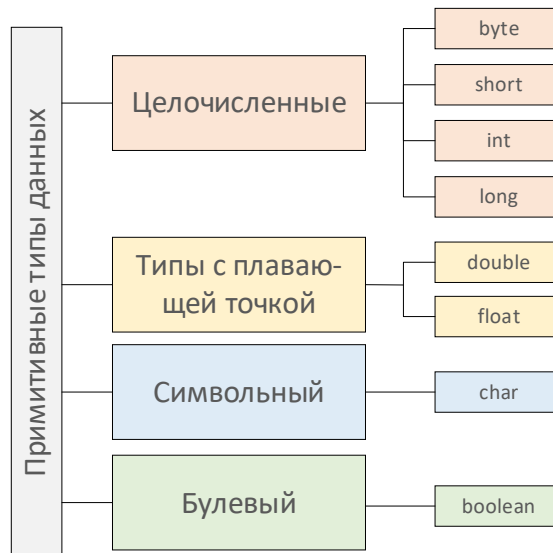 Примитивные типы данных
Целочисленные
byte
short
int
long
Типы с плаваю-
щей точкой
double
float
Символьный
char
Булевый
boolean